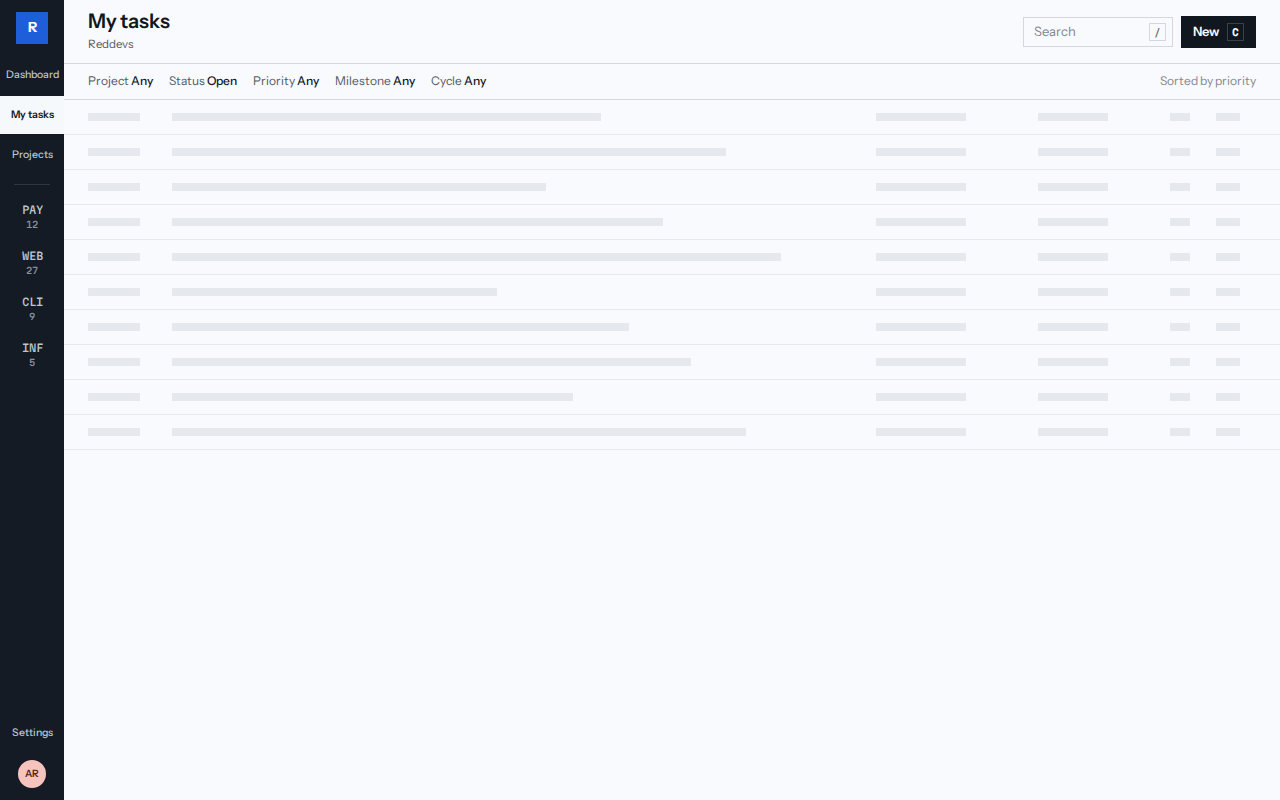 R
Dashboard
My tasks
Projects
PAY
12
WEB
27
CLI
9
INF
5
Settings
AR
My tasks
Reddevs
Search /
New C
Project Any Status Open Priority Any Milestone Any Cycle Any
Sorted by priority